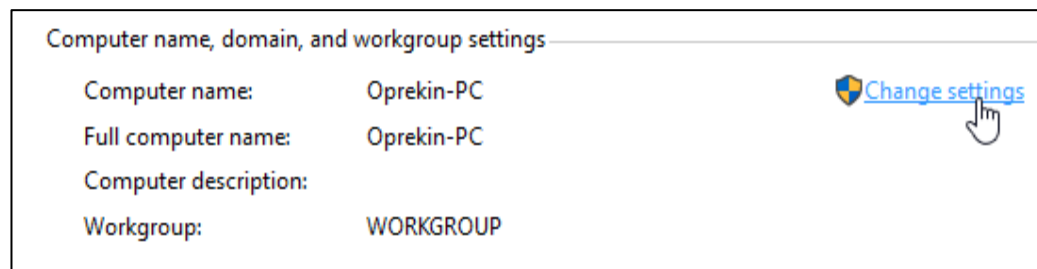 Computer name, domain, and workgroup settings
Computer name: Oprekin-PC Change settings
Full computer name: Oprekin-PC
Computer description:
Workgroup: WORKGROUP